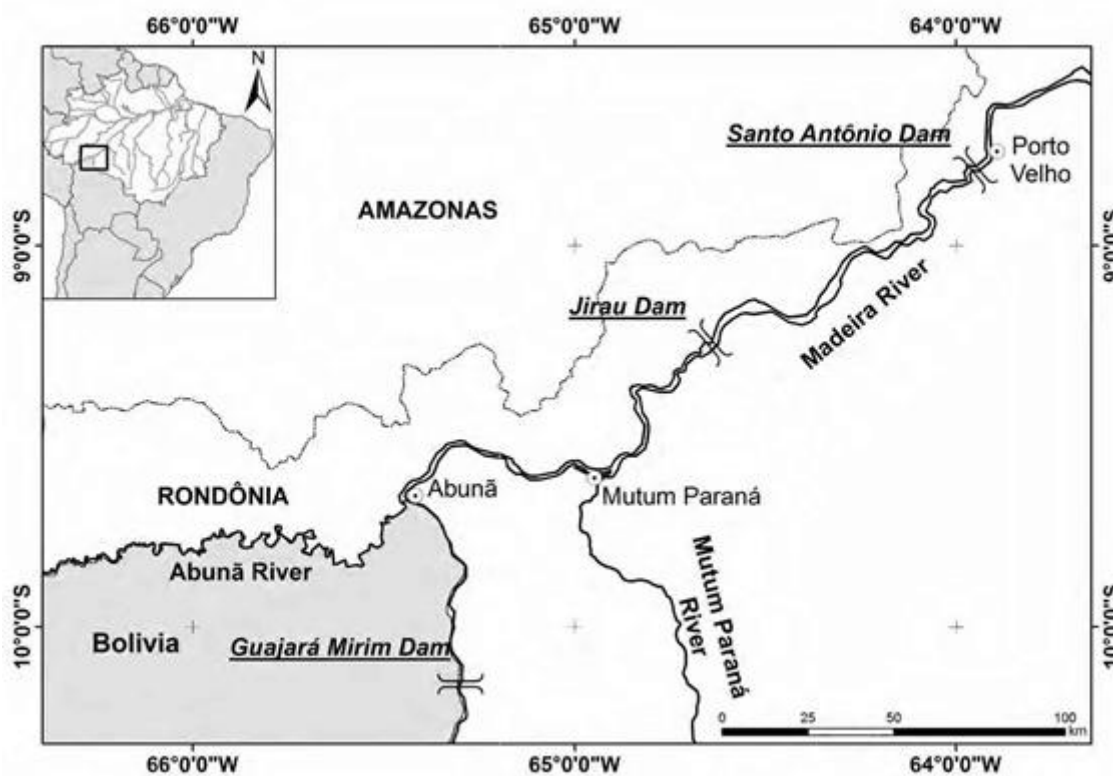 66°0'0"W
65°0'0"W
64°0'0"W
N
Santo Antônio Dam
Porto
Velho
AMAZONAS
9°0'0"S
9°0'0"S
Jirau Dam
Madeira River
Abunã
Mutum Paraná
RONDÔNIA
Abunã River
Mutum Paraná
River
10°0'0"S
10°0'0"S
Bolivia
Guajará Mirim Dam
0 25 50 100
km
66°0'0"W
65°0'0"W
64°0'0"W